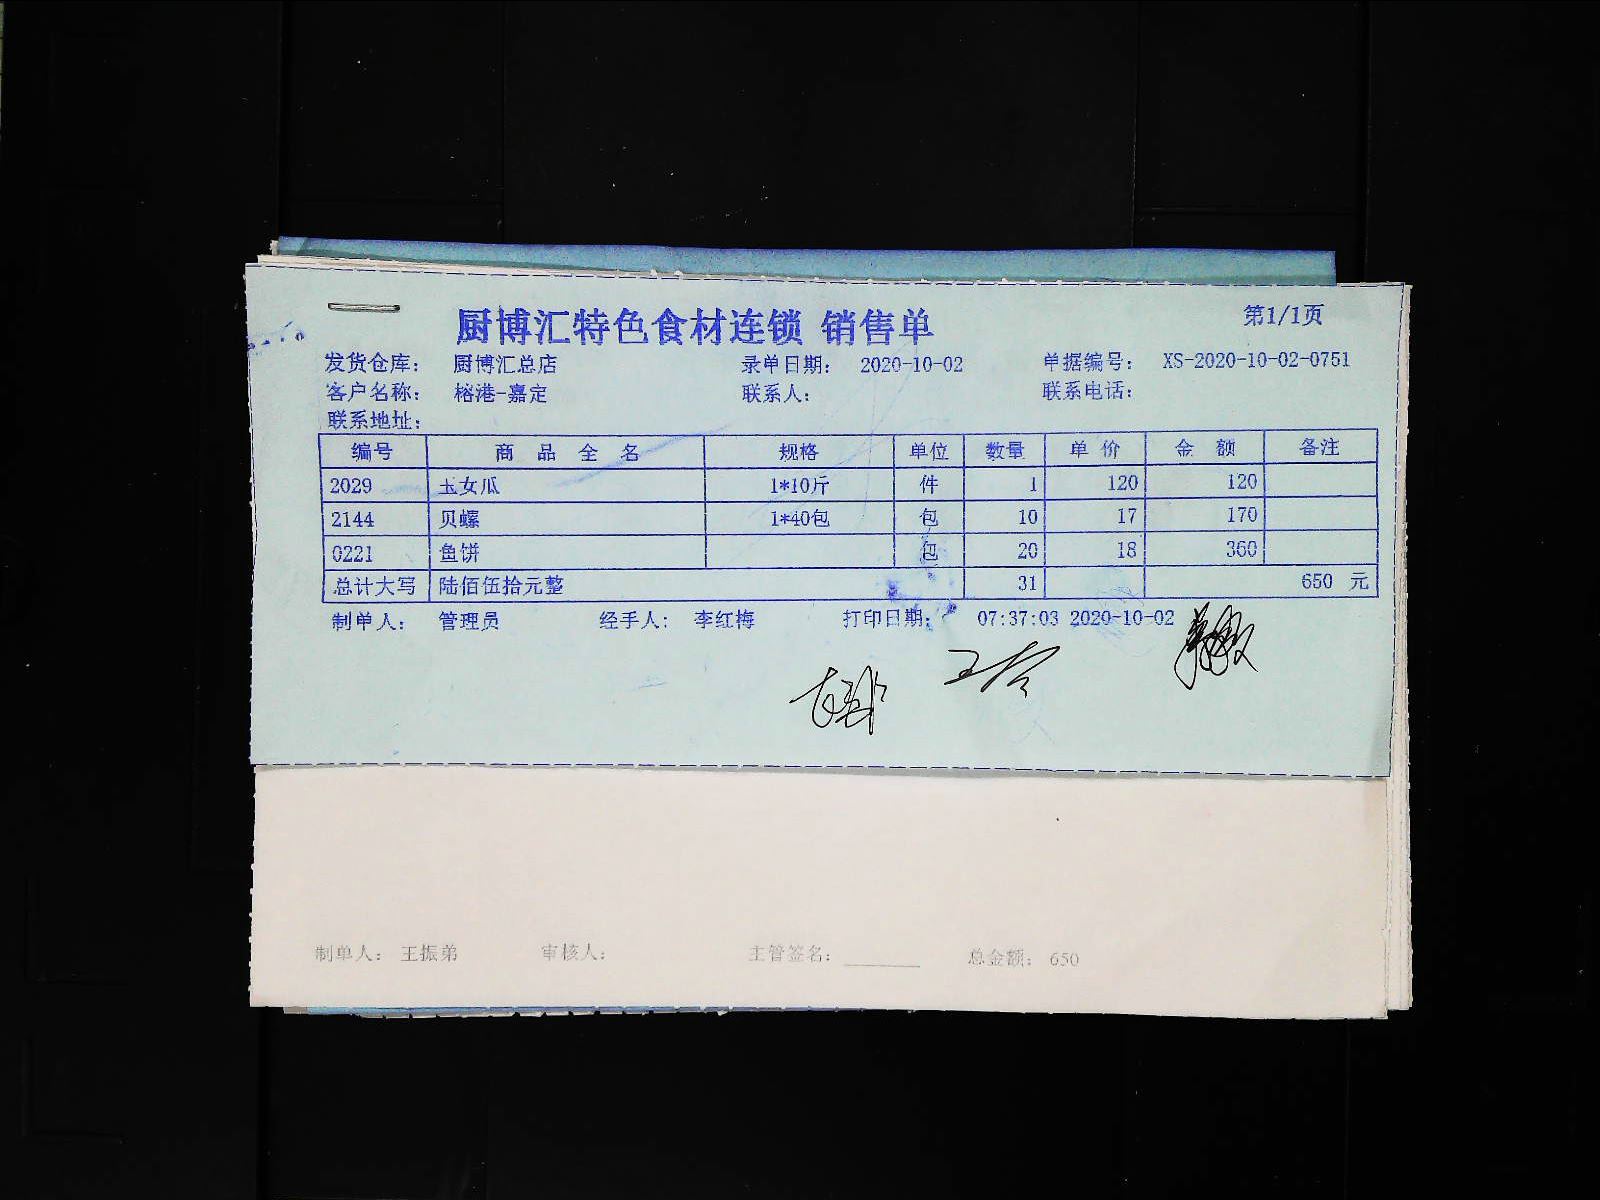 厨博汇特色食材连锁 销售单 第1/1页
发货仓库： 厨博汇总店 录单日期： 2020-10-02 单据编号： XS-2020-10-02-0751
客户名称： 榕港-嘉定 联系人： 联系电话：
联系地址：
编号 商品全名 规格 单位 数量 单价 金额 备注
2029 玉女瓜 1*10斤 件 1 120 120
2144 贝螺 1*40包 包 10 17 170
0221 鱼饼 包 20 18 360
总计大写 陆佰伍拾元整 31 650 元
制单人： 管理员 经手人： 李红梅 打印日期： 07:37:03 2020-10-02
制单人： 王振弟 审核人： 主管签名： 总金额： 650